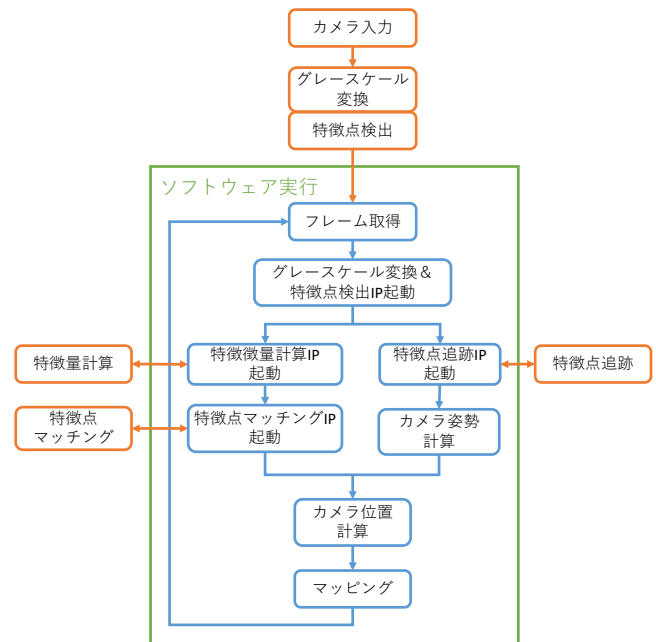 カメラ入力
グレースケール
変換
特徴点検出
ソフトウェア実行
フレーム取得
グレースケール変換＆
特徴点検出IP起動
特徴量計算
特徴徴量計算IP
起動
特徴点追跡IP
起動
特徴点追跡
特徴点
マッチング
特徴点マッチングIP
起動
カメラ姿勢
計算
カメラ位置
計算
マッピング